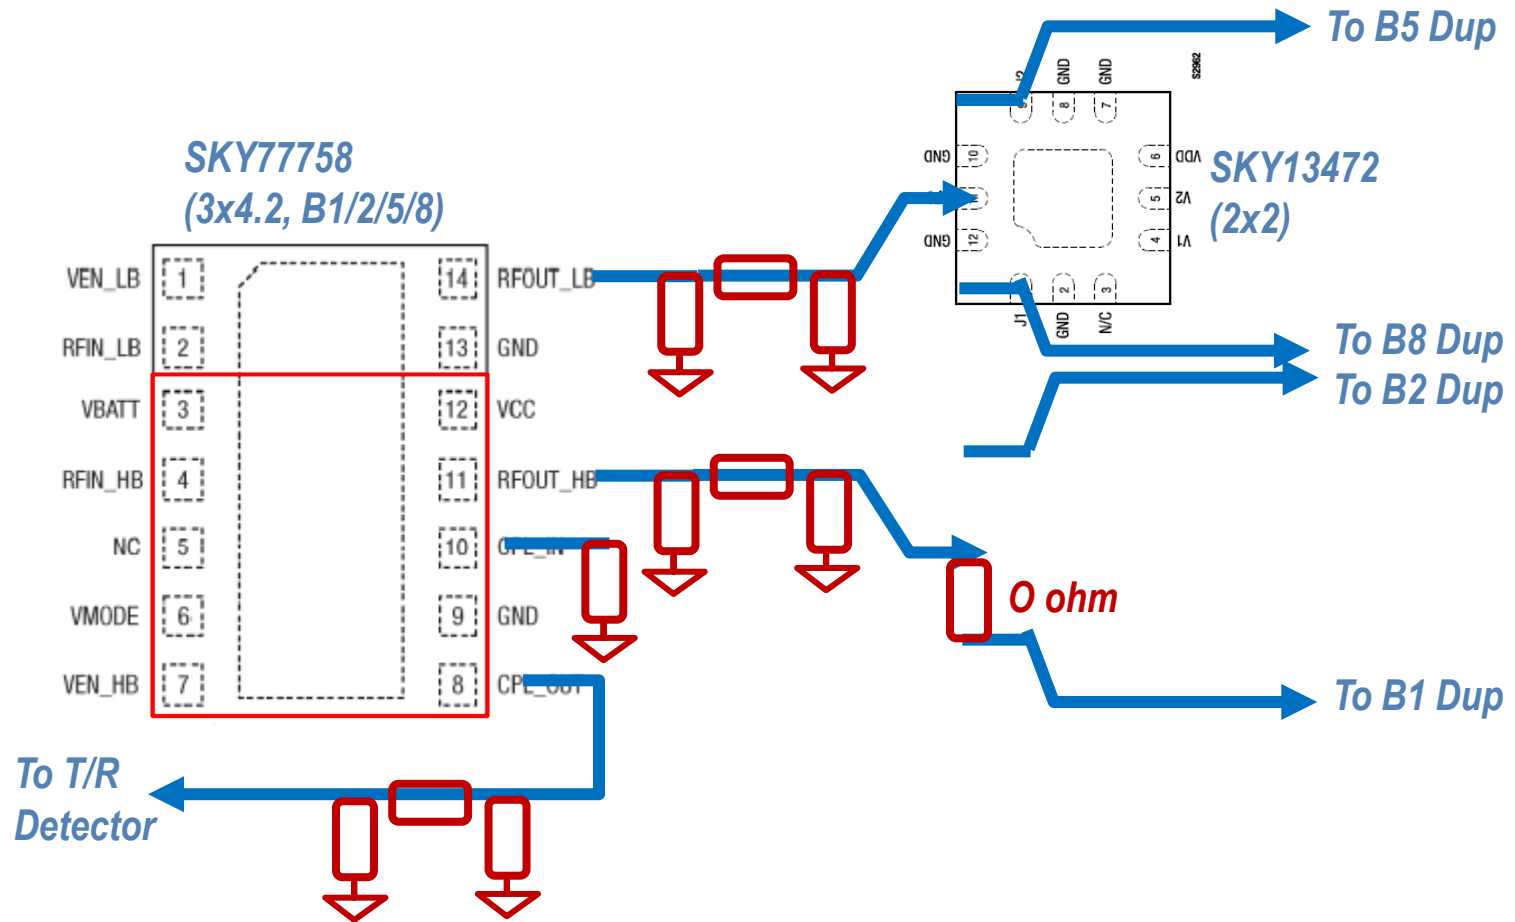 To B5 Dup
S2962
GND
GND
8
7
SKY77758
(3x4.2, B1/2/5/8)
GND
10
6
VDD
SKY13472
(2x2)
5
V2
GND
12
4
V1
VEN_LB
1
14
RFOUT_LB
2
3
J1
GND
N/C
RFIN_LB
2
13
GND
To B8 Dup
To B2 Dup
VBATT
3
12
VCC
RFIN_HB
4
11
RFOUT_HB
NC
5
10
CPL_IN
O ohm
VMODE
6
9
GND
VEN_HB
7
8
CPL_OUT
To B1 Dup
To T/R
Detector